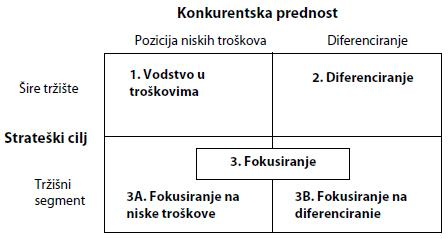 Konkurentska prednost
Pozicija niskih troškova
Diferenciranje
Šire tržište
1. Vodstvo u
troškovima
2. Diferenciranje
Strateški cilj
3. Fokusiranje
Tržišni
segment
3A. Fokusiranje na
niske troškove
3B. Fokusiranje na
diferenciranie